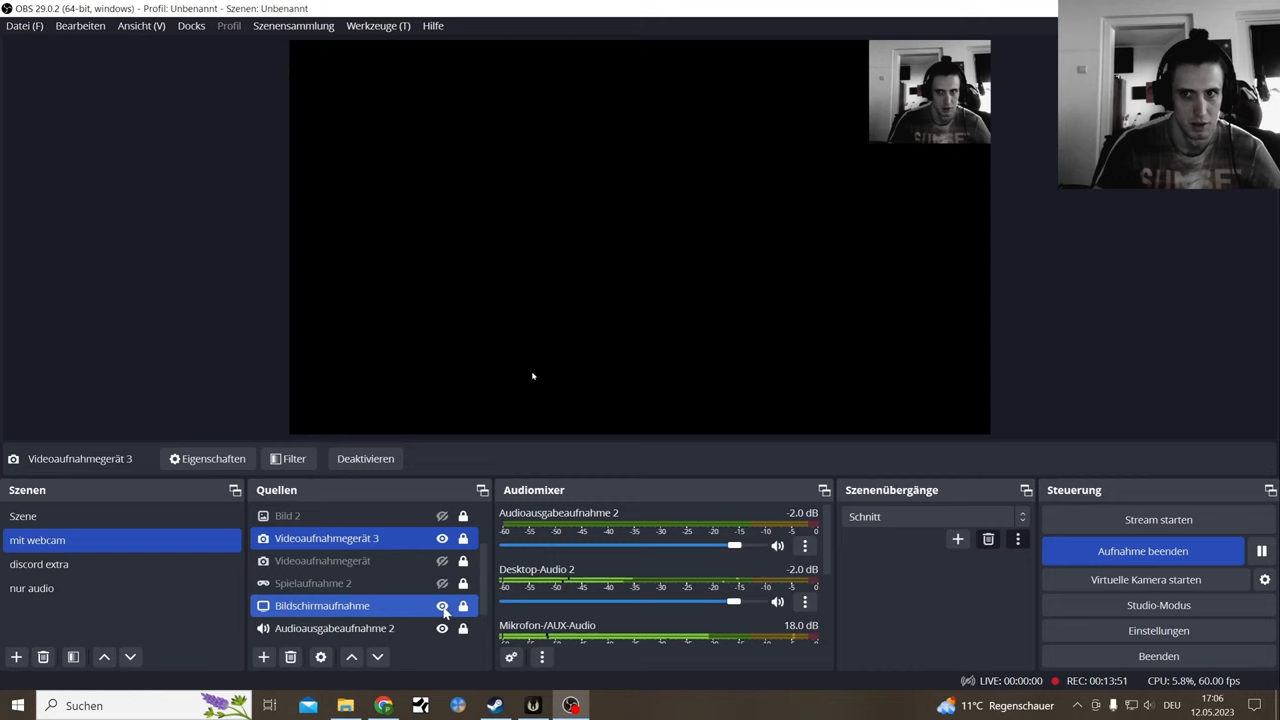 OBS 29.0.2 (64-bit, windows) - Profil: Unbenannt - Szenen: Unbenannt
Datei (F) Bearbeiten Ansicht (V) Docks Profil Szenensammlung Werkzeuge (T) Hilfe
SUNSET
Videoaufnahmegerät 3 Eigenschaften Filter Deaktivieren
Szenen
Szene
mit webcam
discord extra
nur audio
Quellen
Bild 2
Videoaufnahmegerät 3
Videoaufnahmegerät
Spielaufnahme 2
Bildschirmaufnahme
Audioausgabeaufnahme 2
Audiomixer
Audioausgabeaufnahme 2 -2.0 dB
-60 -55 -50 -45 -40 -35 -30 -25 -20 -15 -10 -5 0
Desktop-Audio 2 -2.0 dB
-60 -55 -50 -45 -40 -35 -30 -25 -20 -15 -10 -5 0
Mikrofon-/AUX-Audio 18.0 dB
Szenenübergänge
Schnitt
Steuerung
Stream starten
Aufnahme beenden
Virtuelle Kamera starten
Studio-Modus
Einstellungen
Beenden
LIVE: 00:00:00 REC: 00:13:51 CPU: 5.8%, 60.00 fps
Suchen
11°C Regenschauer
DEU
17:06
12.05.2023